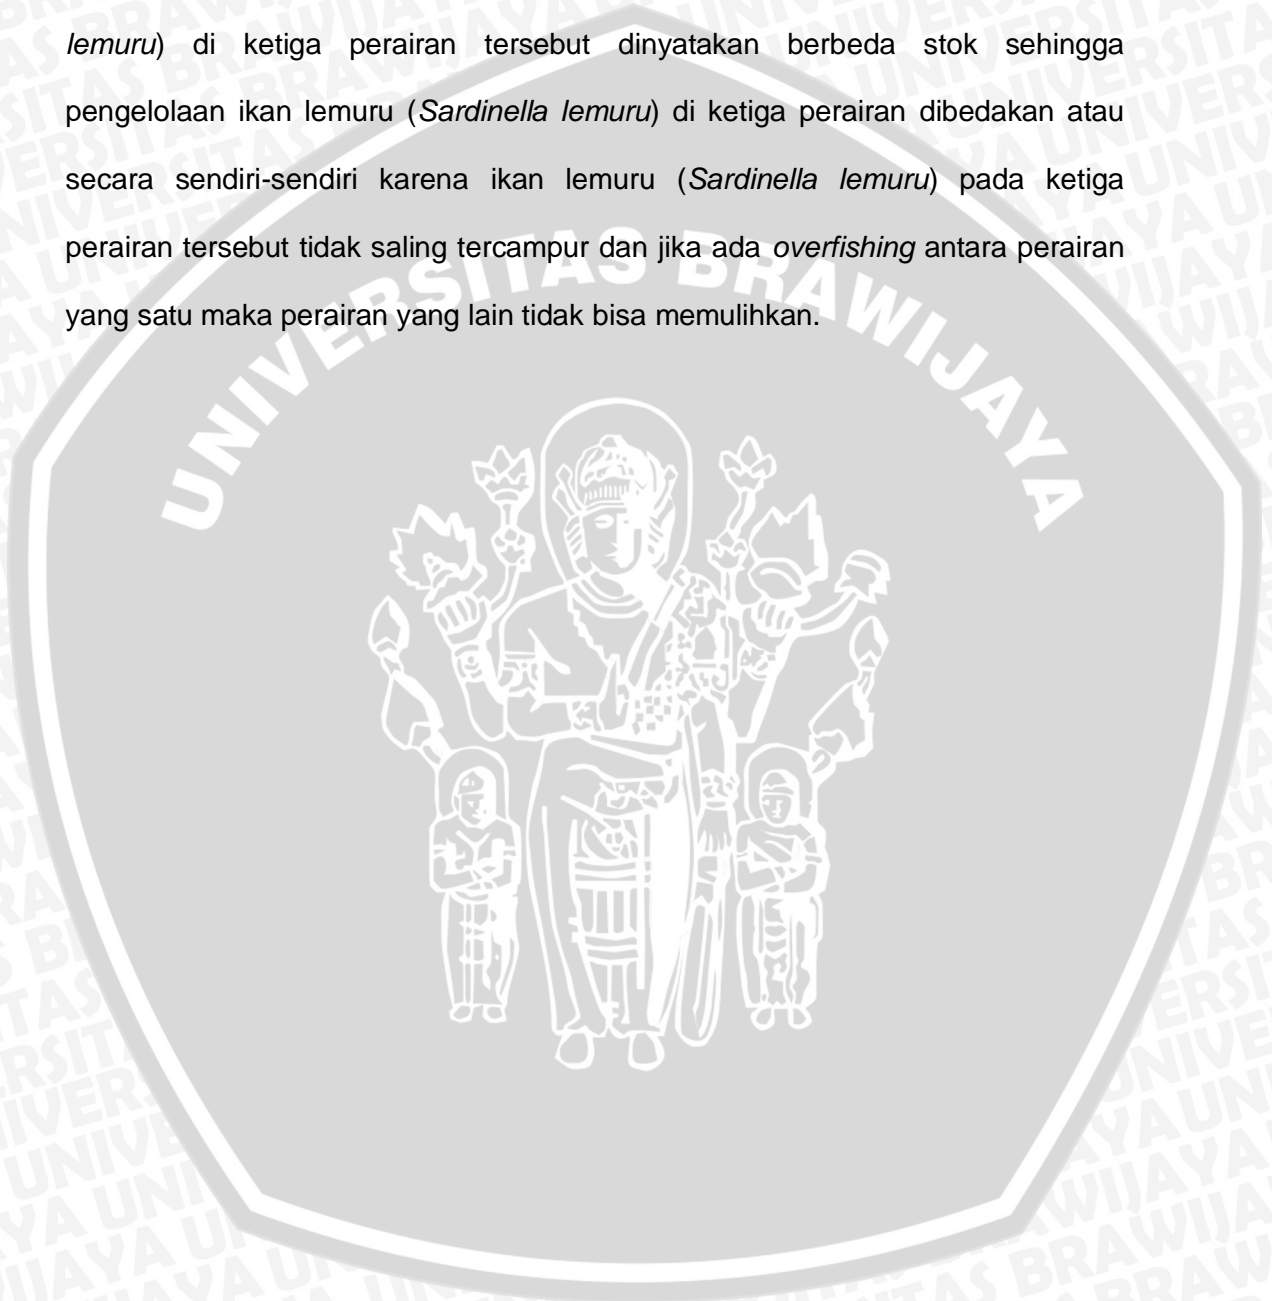 lemuru) di ketiga perairan tersebut dinyatakan berbeda stok sehingga
pengelolaan ikan lemuru (Sardinella lemuru) di ketiga perairan dibedakan atau
secara sendiri-sendiri karena ikan lemuru (Sardinella lemuru) pada ketiga
perairan tersebut tidak saling tercampur dan jika ada overfishing antara perairan
yang satu maka perairan yang lain tidak bisa memulihkan.
UNIVERSITAS BRAWIJAYA